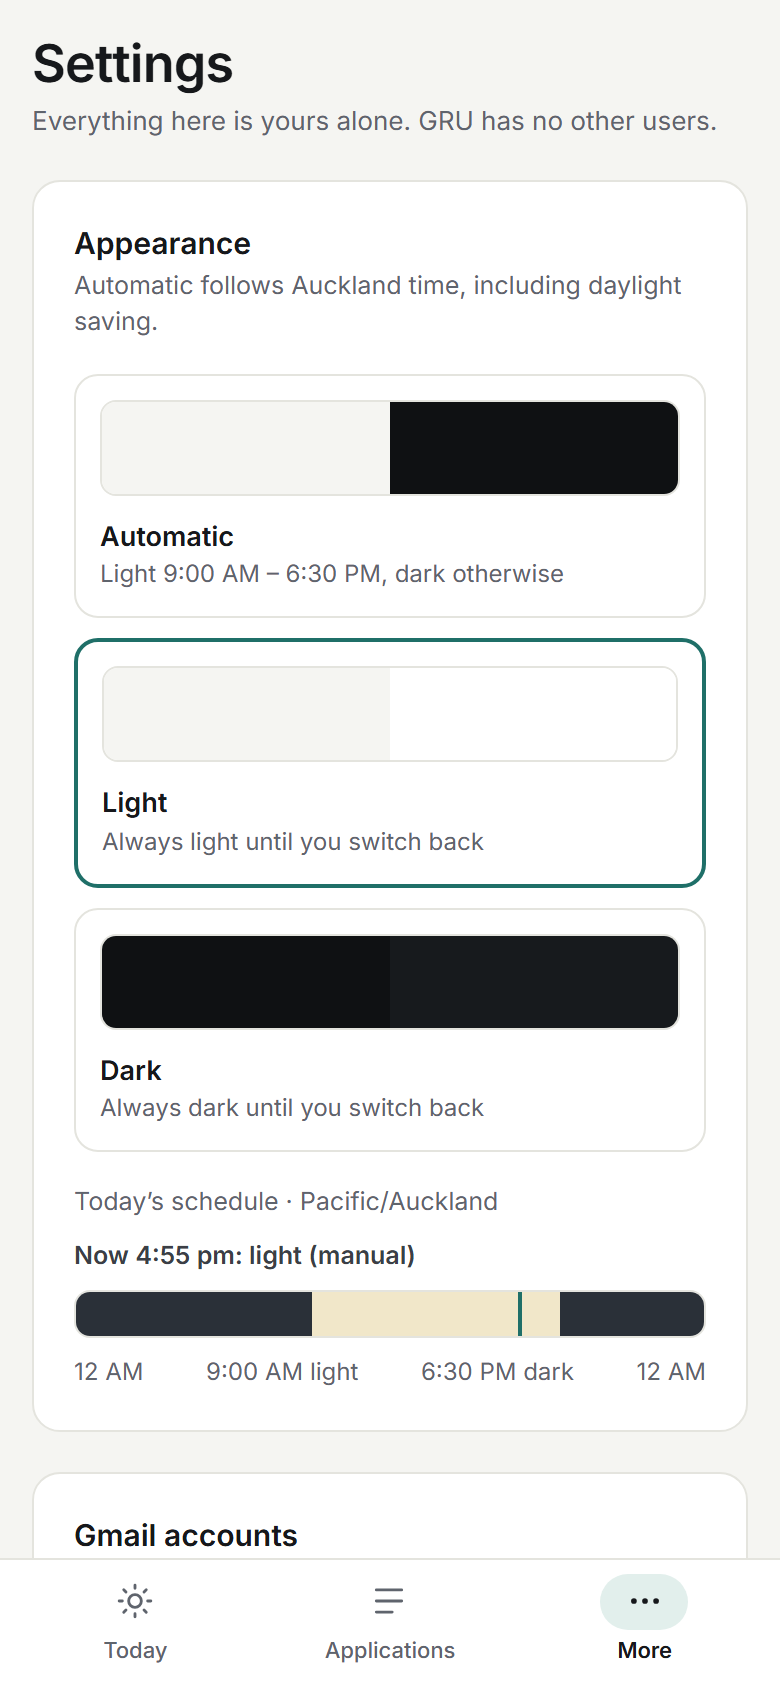 Settings
Everything here is yours alone. GRU has no other users.
Appearance
Automatic follows Auckland time, including daylight
saving.
Automatic
Light 9:00 AM – 6:30 PM, dark otherwise
Light
Always light until you switch back
Dark
Always dark until you switch back
Today’s schedule · Pacific/Auckland
Now 4:55 pm: light (manual)
12 AM 9:00 AM light 6:30 PM dark 12 AM
Gmail accounts
Today Applications More